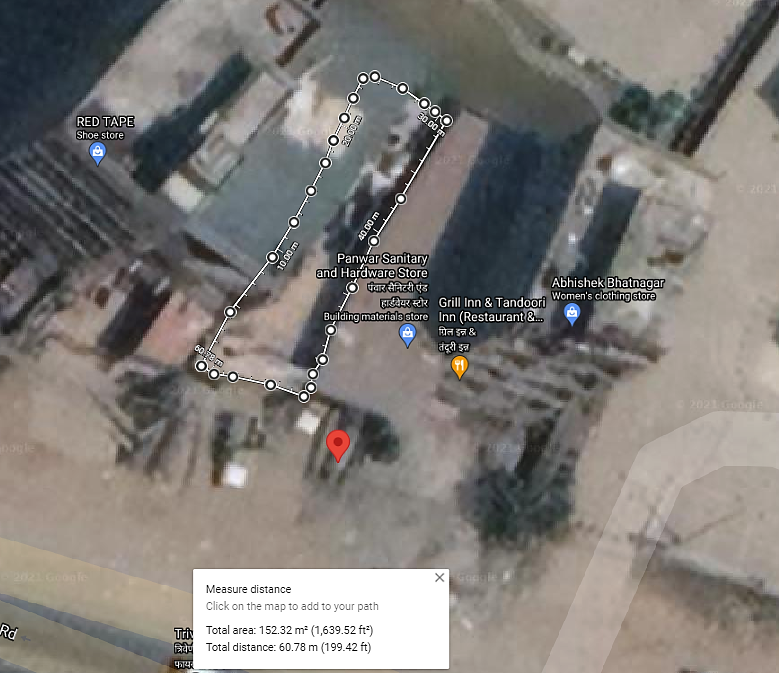 RED TAPE
Shoe store
20.00 m
30.00 m
10.00 m
40.00 m
60.78 m
Panwar Sanitary
and Hardware Store
पंवार सैनिटरी एंड
हार्डवेयर स्टोर
Building materials store
Grill Inn & Tandoori
Inn (Restaurant &...
ग्रिल इन्न &
तंदूरी इन्न
Abhishek Bhatnagar
Women's clothing store
© 2021 Google
Measure distance
Click on the map to add to your path
Total area: 152.32 m² (1,639.52 ft²)
Total distance: 60.78 m (199.42 ft)
Rd